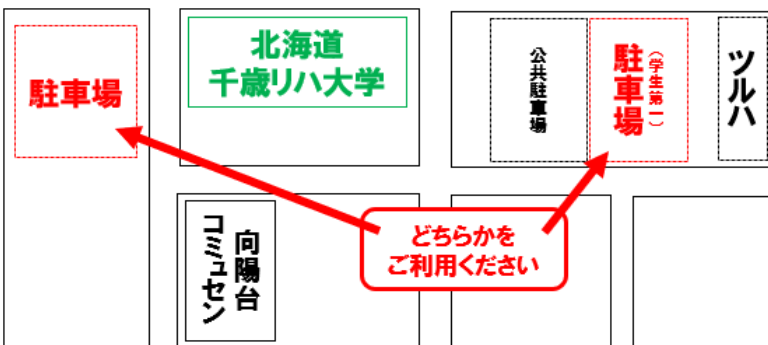 駐車場
北海道
千歳リハ大学
公共駐車場
駐車場
（学生第一）
ツルハ
向陽台
コミュセン
どちらかを
ご利用ください